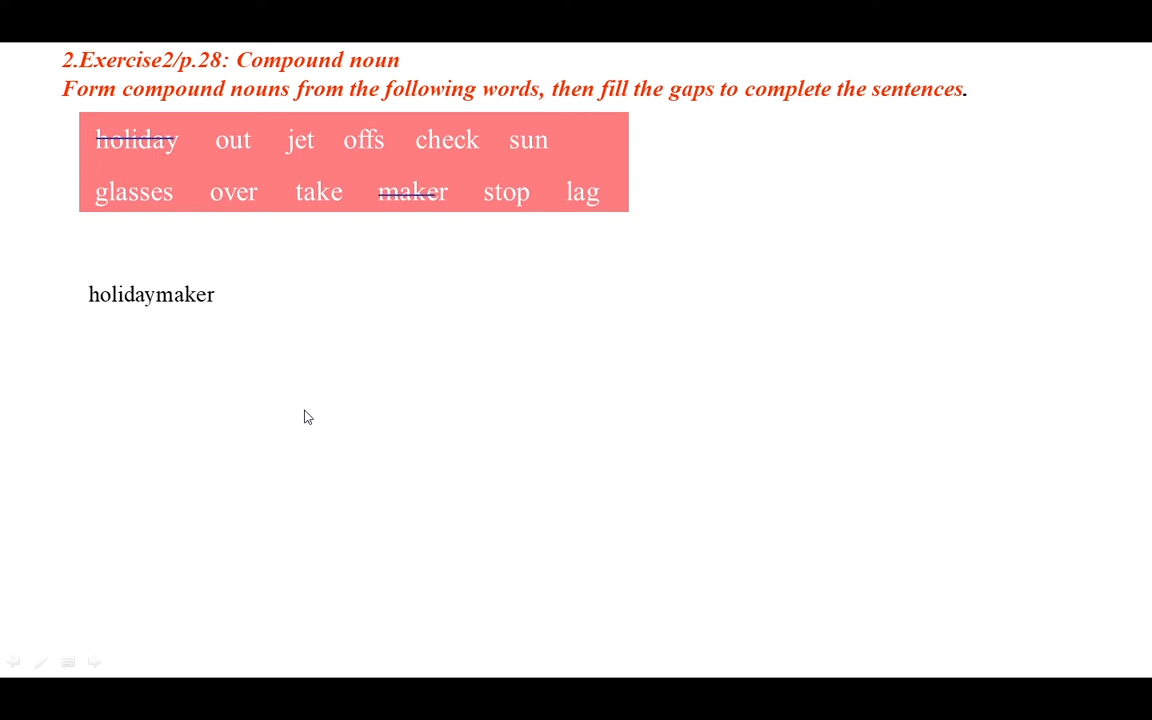 2.Exercise2/p.28: Compound noun
Form compound nouns from the following words, then fill the gaps to complete the sentences.
holiday out jet offs check sun
glasses over take maker stop lag
holidaymaker